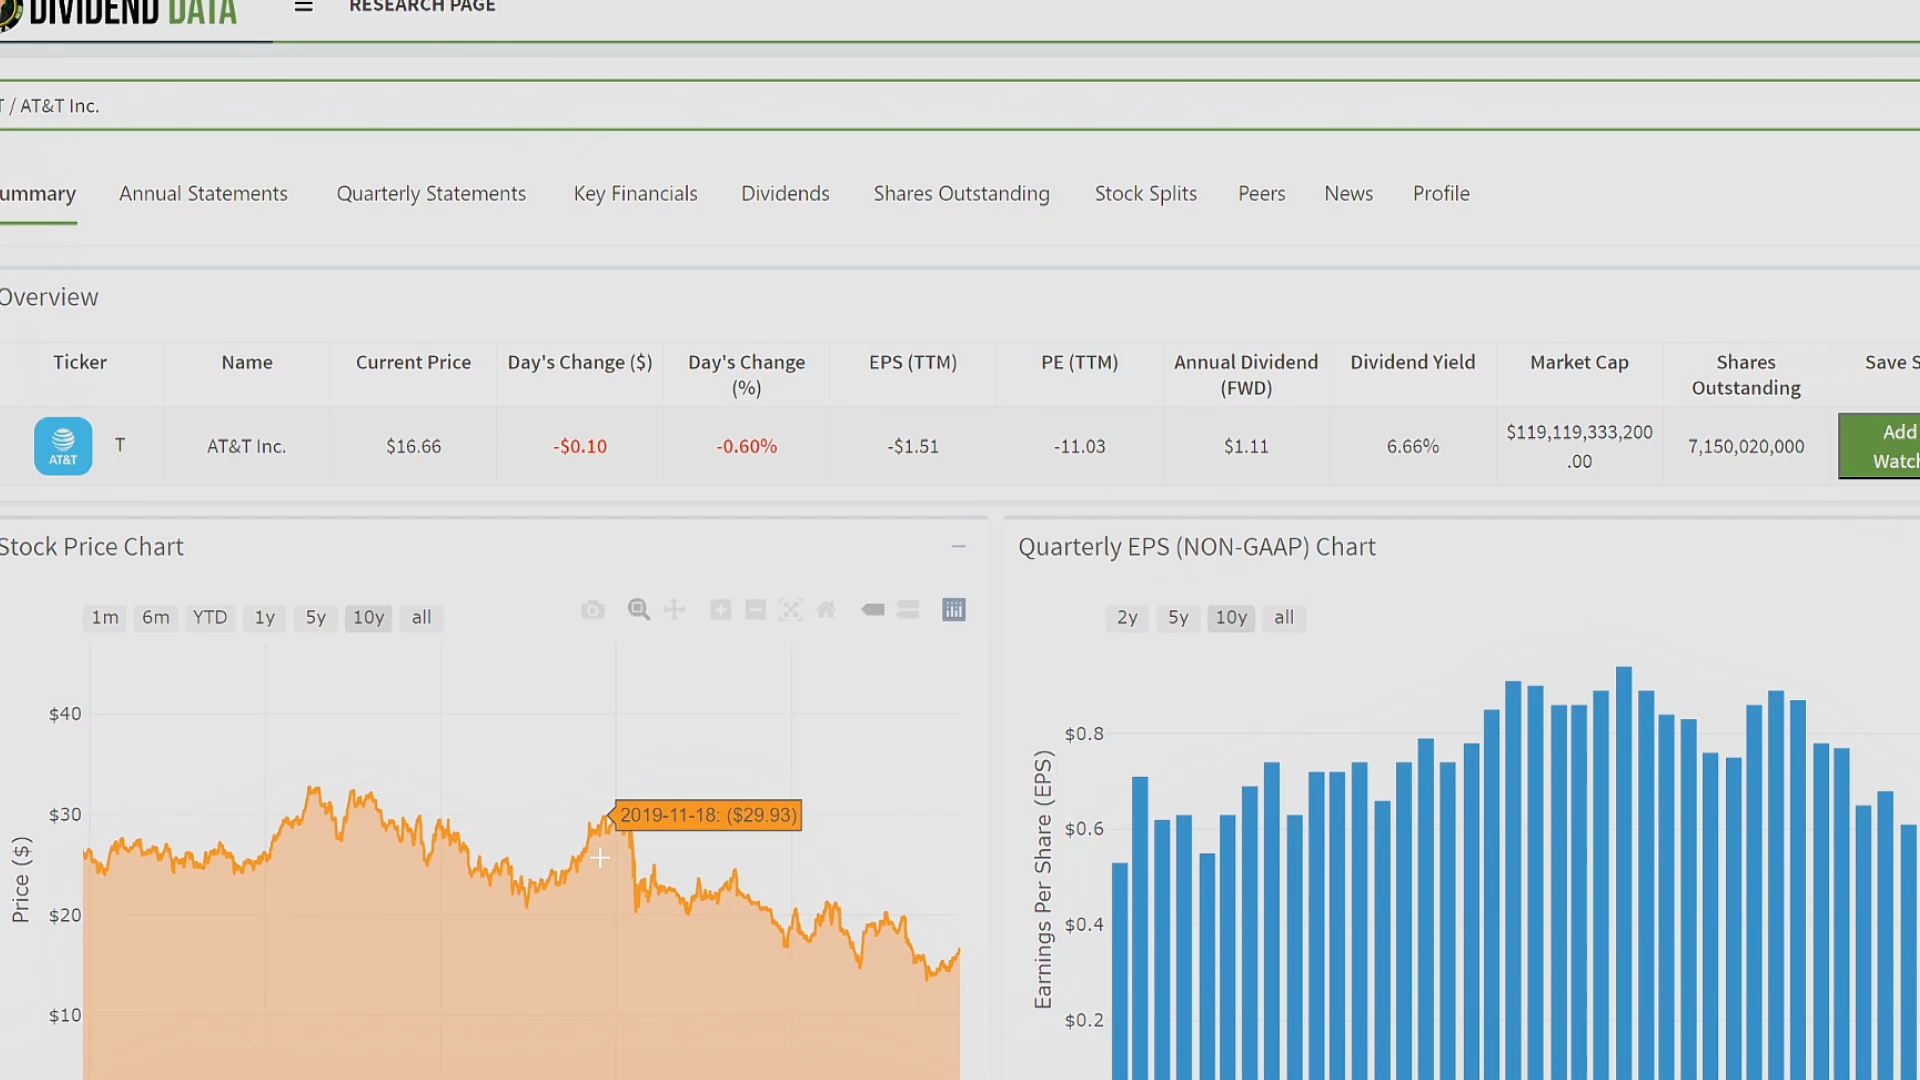 DIVIDEND DATA
RESEARCH PAGE
T / AT&T Inc.
ummary Annual Statements Quarterly Statements Key Financials Dividends Shares Outstanding Stock Splits Peers News Profile
Overview
Ticker Name Current Price Day's Change ($) Day's Change (%) EPS (TTM) PE (TTM) Annual Dividend (FWD) Dividend Yield Market Cap Shares Outstanding Save S
AT&T T AT&T Inc. $16.66 -$0.10 -0.60% -$1.51 -11.03 $1.11 6.66% $119,119,333,200.00 7,150,020,000 Add
Watch
Stock Price Chart
1m 6m YTD 1y 5y 10y all
$40
$30
$20
$10
Price ($)
2019-11-18: ($29.93)
Quarterly EPS (NON-GAAP) Chart
2y 5y 10y all
$0.8
$0.6
$0.4
$0.2
Earnings Per Share (EPS)